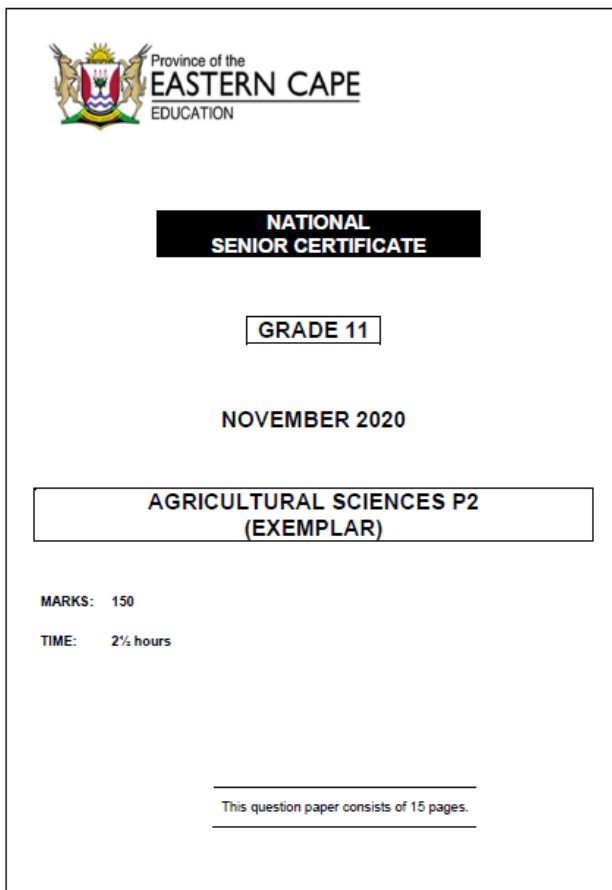 Province of the
EASTERN CAPE
EDUCATION
NATIONAL
SENIOR CERTIFICATE
GRADE 11
NOVEMBER 2020
AGRICULTURAL SCIENCES P2
(EXEMPLAR)
MARKS: 150
TIME: 2½ hours
This question paper consists of 15 pages.